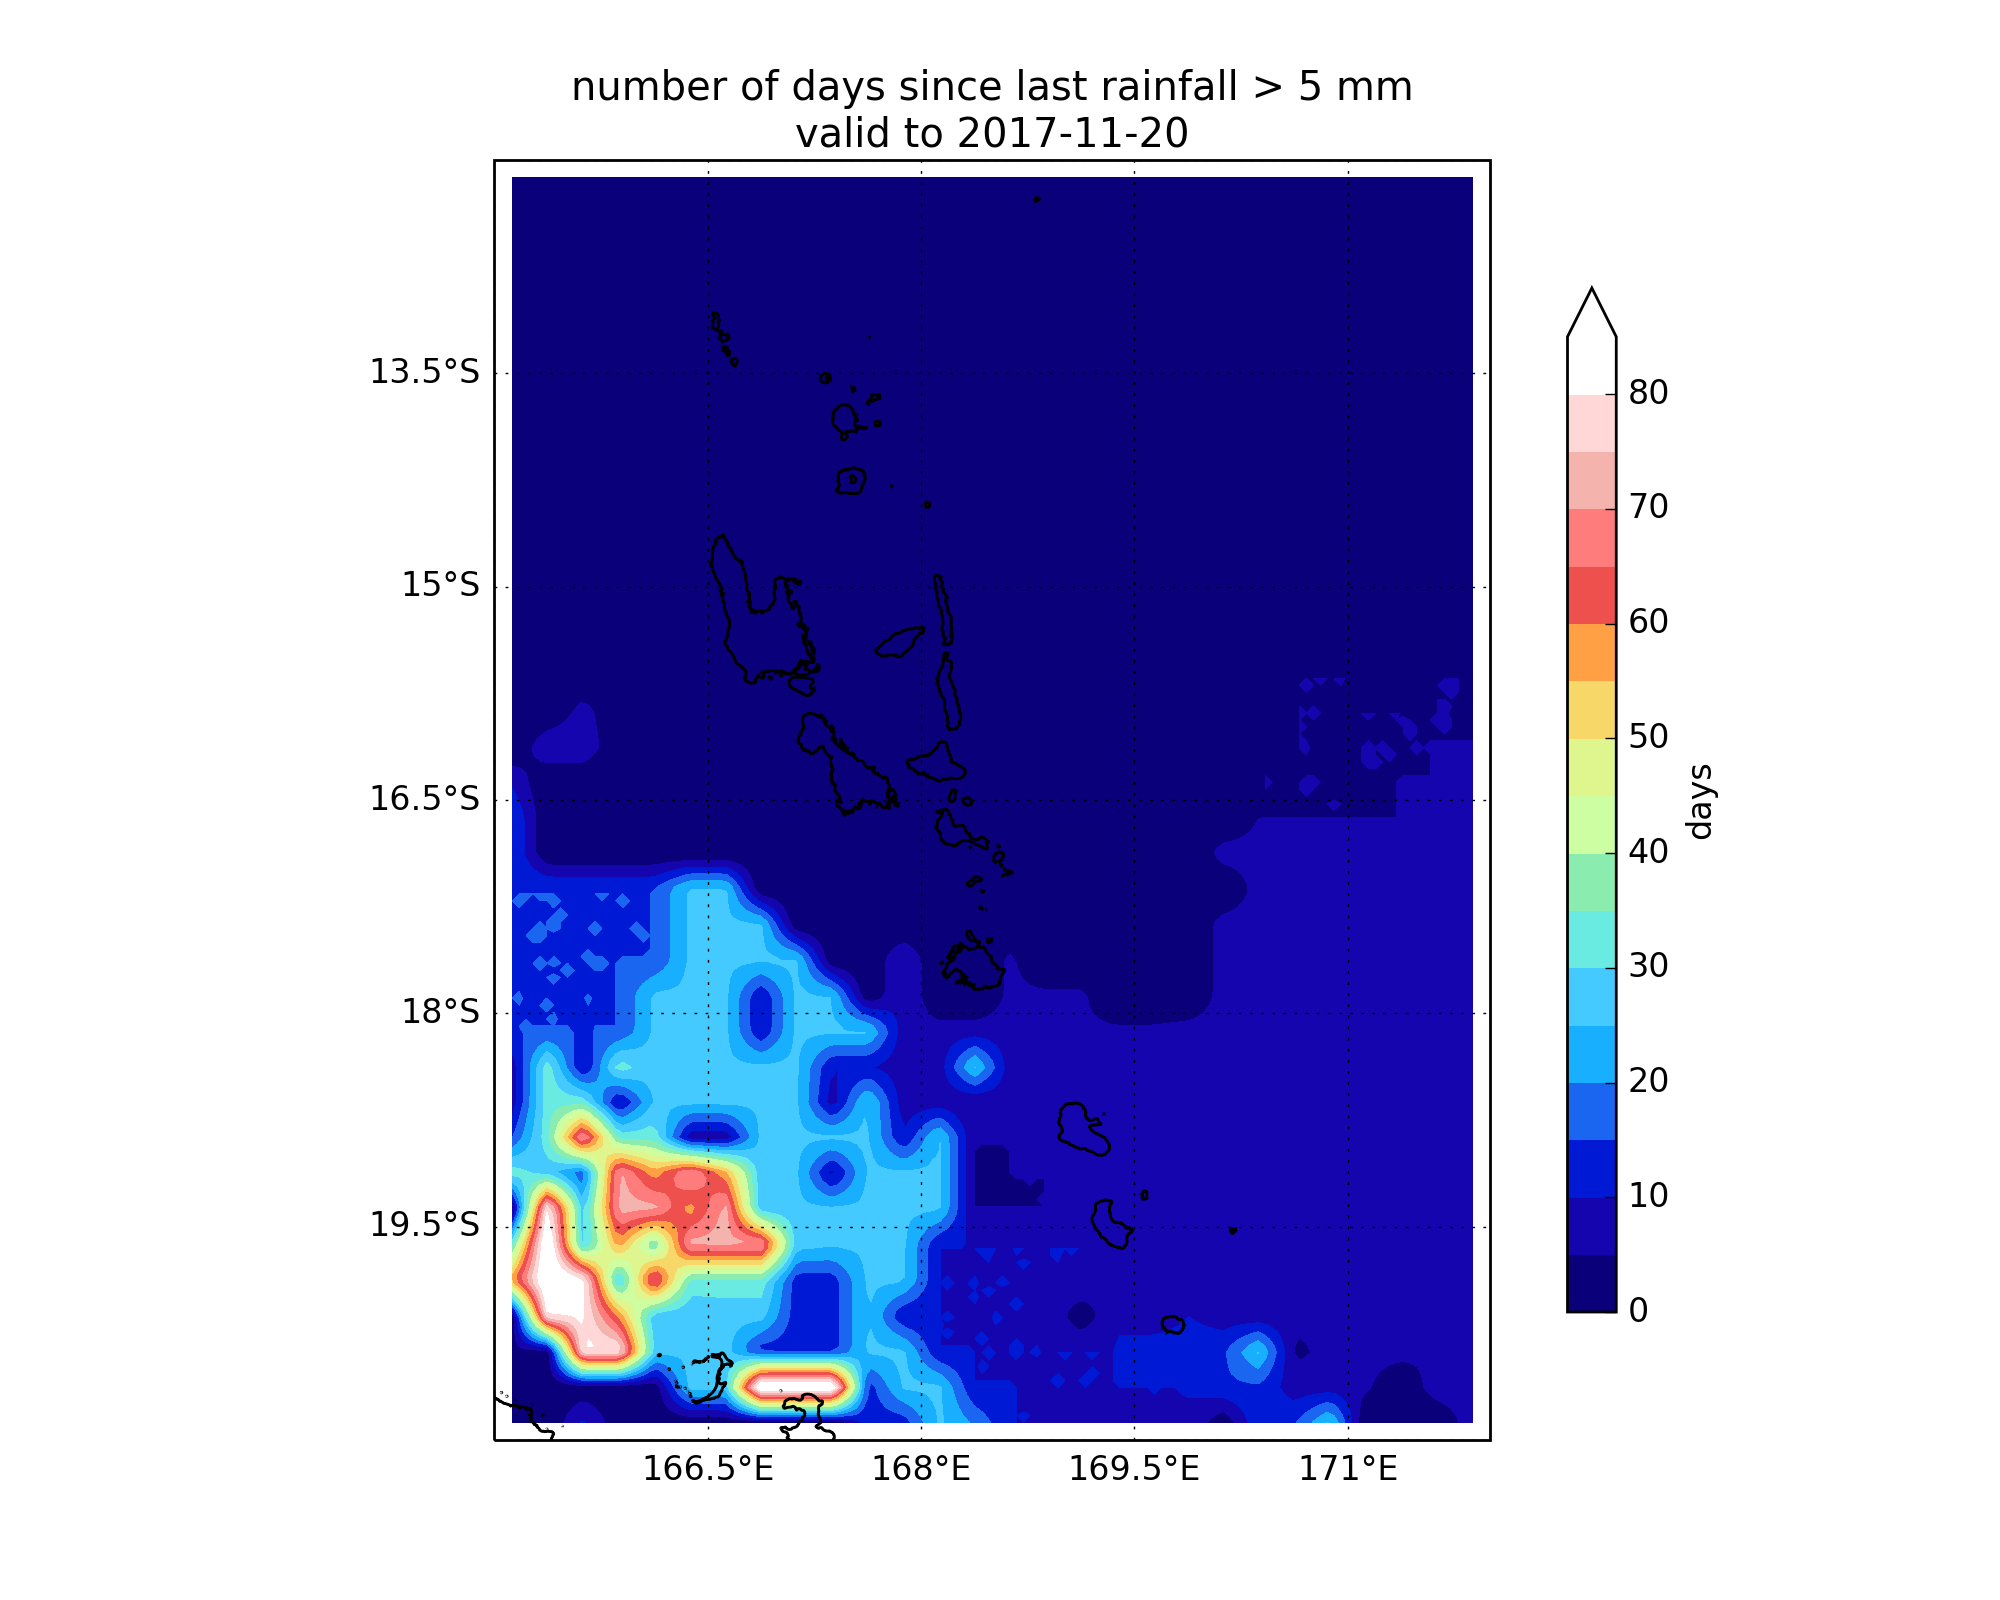 number of days since last rainfall > 5 mm
valid to 2017-11-20
13.5°S
15°S
16.5°S
18°S
19.5°S
166.5°E
168°E
169.5°E
171°E
80
70
60
50
40
30
20
10
0
days